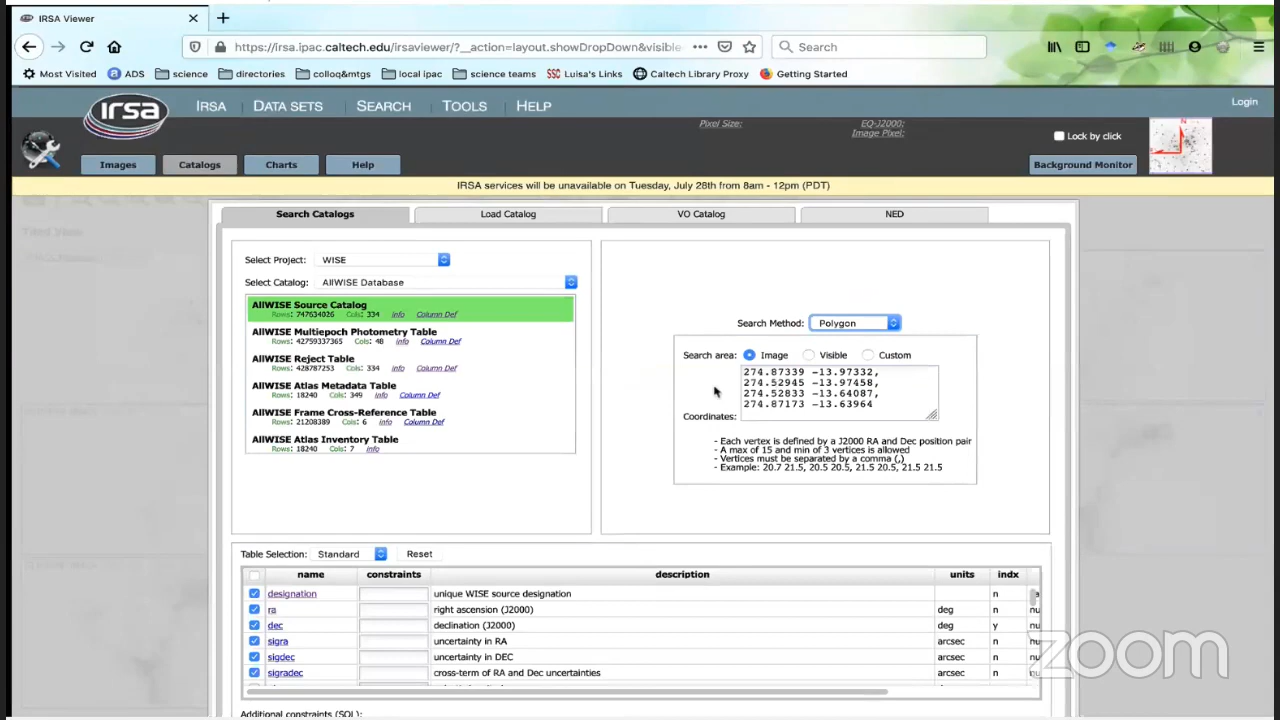 IRSA Viewer
https://irsa.ipac.caltech.edu/irsaviewer/?__action=layout.showDropDown&visible
Search
Most Visited ADS science directories colloq&mtgs local ipac science teams SSC Luisa's Links Caltech Library Proxy Getting Started
irsa IRSA DATA SETS SEARCH TOOLS HELP Login
Pixel Size: EQ-J2000:
Image Pixel:
Lock by click
Images Catalogs Charts Help Background Monitor
IRSA services will be unavailable on Tuesday, July 28th from 8am - 12pm (PDT)
Search Catalogs Load Catalog VO Catalog NED
Select Project: WISE
Select Catalog: AllWISE Database
AllWISE Source Catalog
Rows: 747634026 Cols: 334 info Column Def
AllWISE Multiepoch Photometry Table
Rows: 42759337365 Cols: 48 info Column Def
AllWISE Reject Table
Rows: 428787253 Cols: 334 info Column Def
AllWISE Atlas Metadata Table
Rows: 18240 Cols: 349 info Column Def
AllWISE Frame Cross-Reference Table
Rows: 21208389 Cols: 6 info Column Def
AllWISE Atlas Inventory Table
Rows: 18240 Cols: 7 info
Search Method: Polygon
Search area: Image Visible Custom
274.87339 -13.97332,
274.52945 -13.97458,
274.52833 -13.64087,
274.87173 -13.63964
Coordinates:
- Each vertex is defined by a J2000 RA and Dec position pair
- A max of 15 and min of 3 vertices is allowed
- Vertices must be separated by a comma (,)
- Example: 20.7 21.5, 20.5 20.5, 21.5 20.5, 21.5 21.5
Table Selection: Standard Reset
name constraints description units indx
designation unique WISE source designation n
ra right ascension (J2000) deg n nu
dec declination (J2000) deg y nu
sigra uncertainty in RA arcsec n nu
sigdec uncertainty in DEC arcsec n
sigradec cross-term of RA and Dec uncertainties arcsec n
zoom
Additional constraints (SQL):